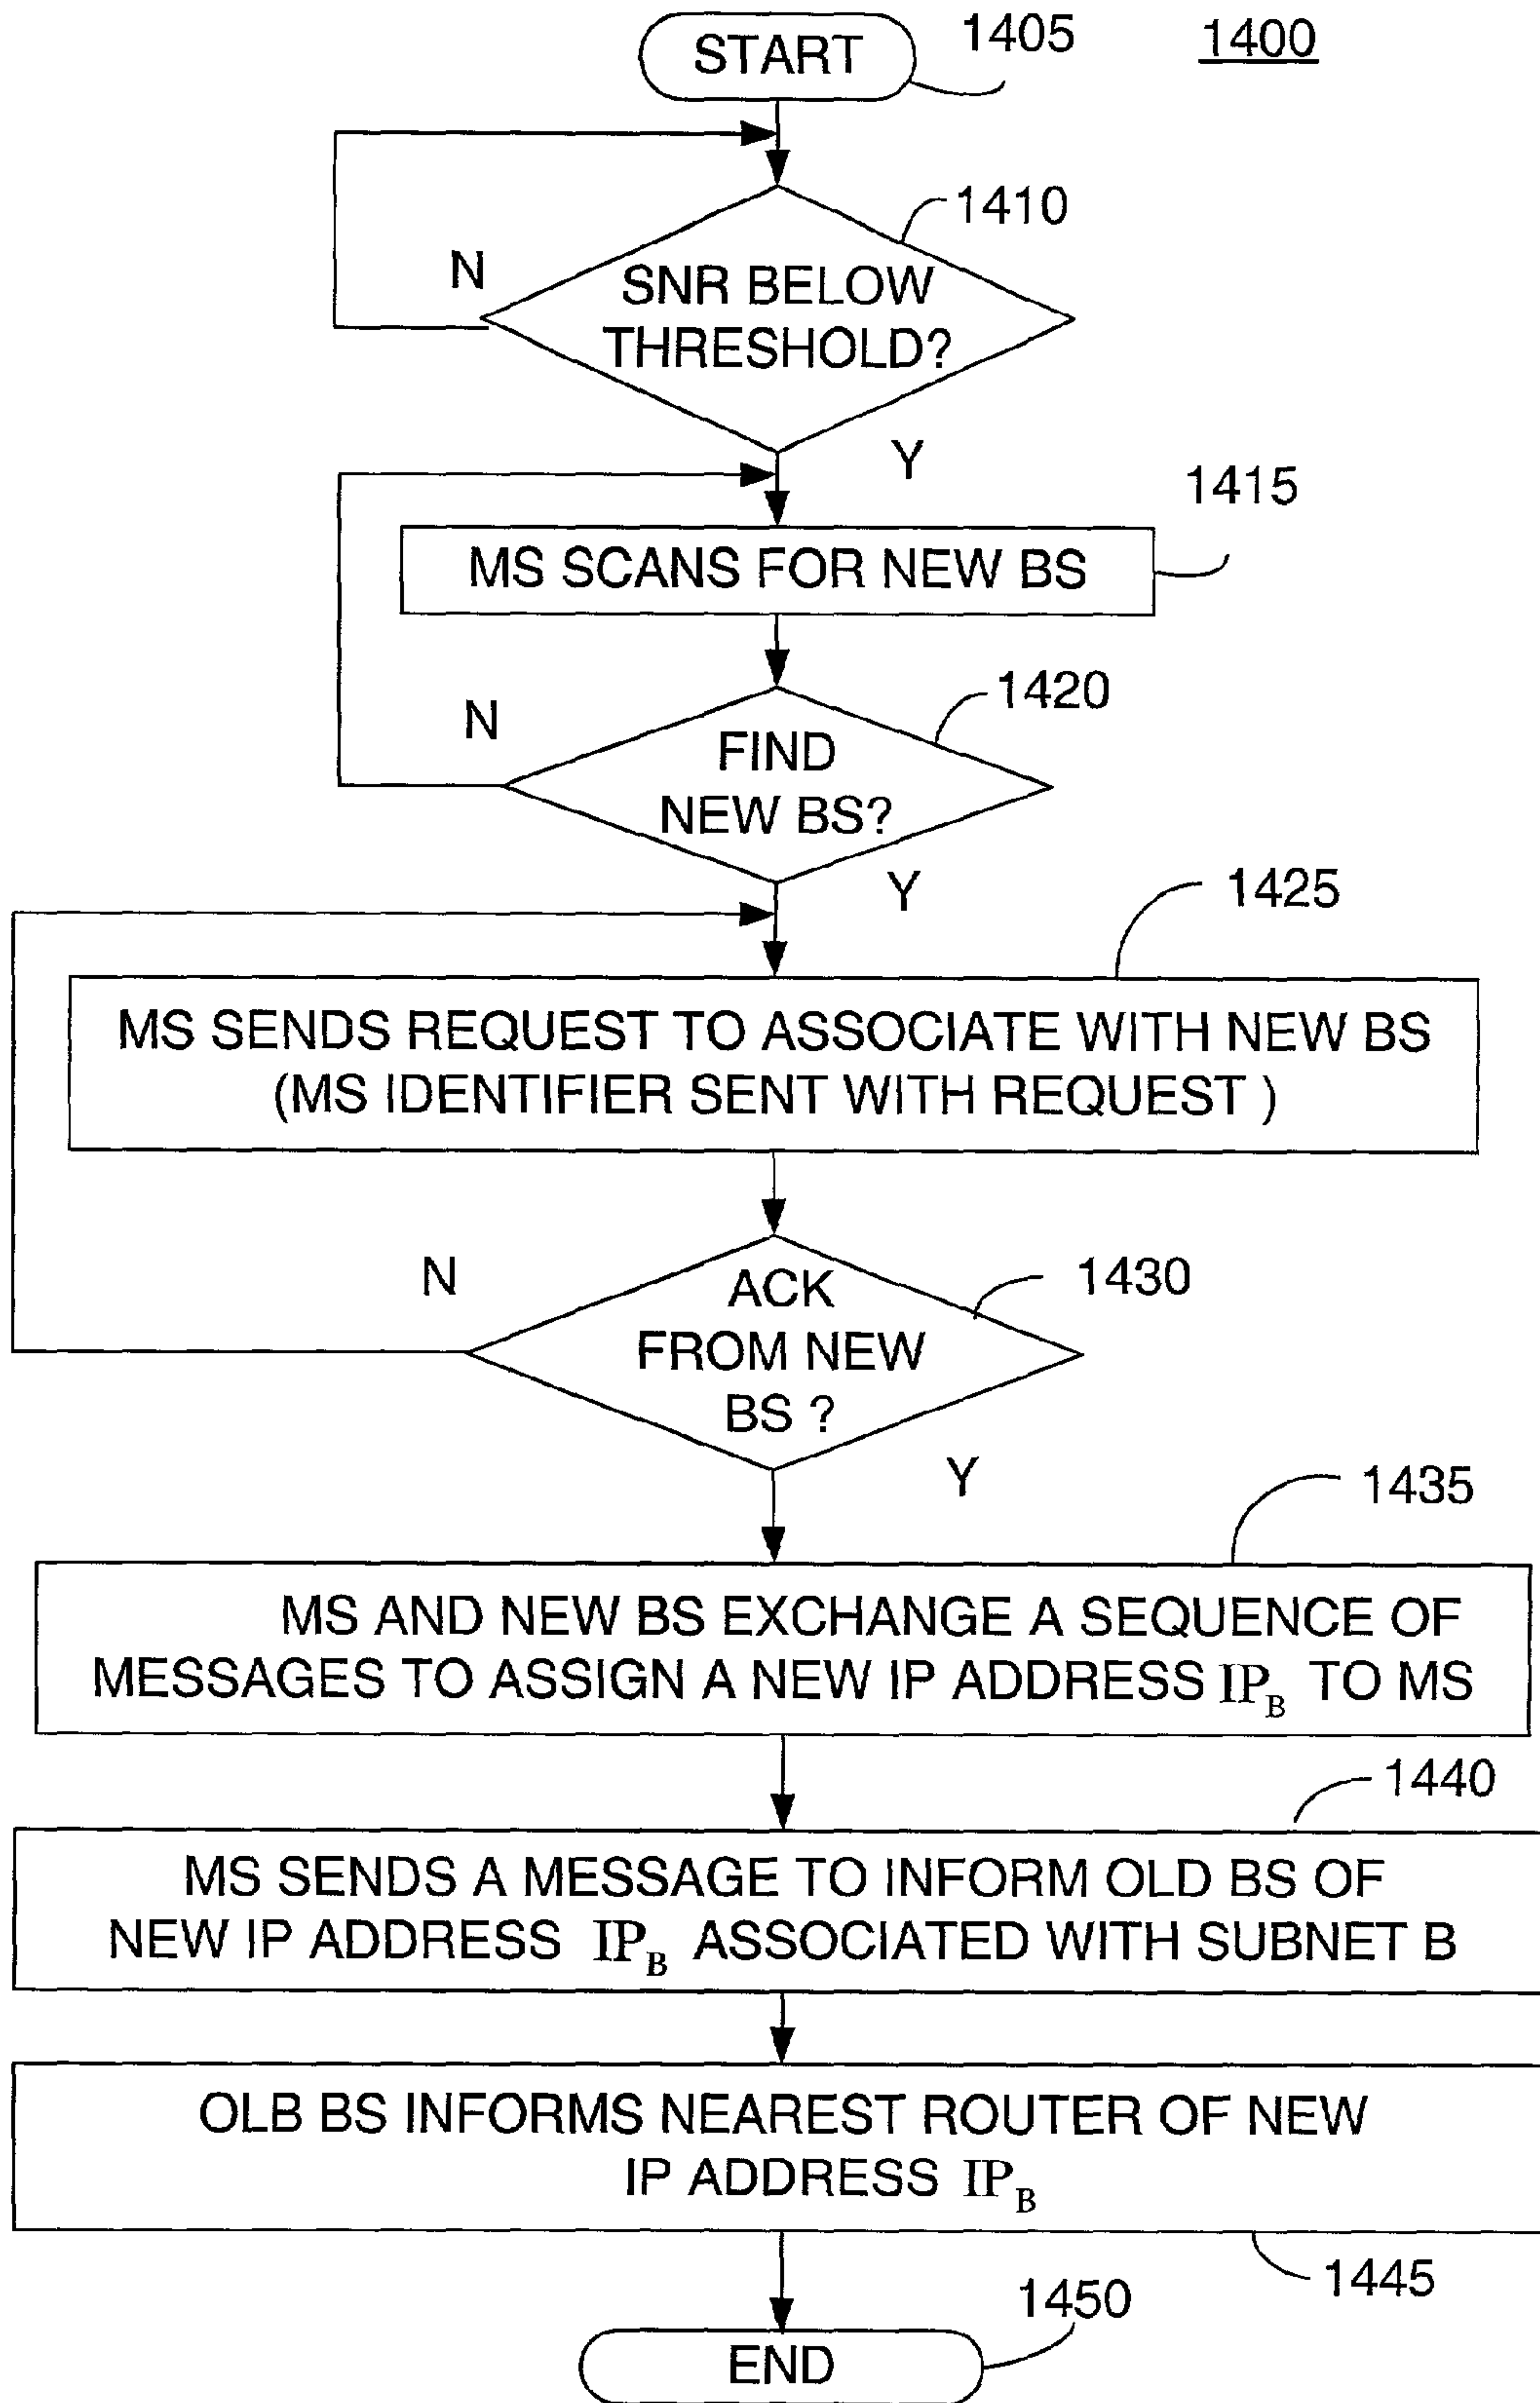 START
1405
1400
1410
N
SNR BELOW
THRESHOLD?
Y
1415
MS SCANS FOR NEW BS
1420
N
FIND
NEW BS?
Y
1425
MS SENDS REQUEST TO ASSOCIATE WITH NEW BS
(MS IDENTIFIER SENT WITH REQUEST )
N
1430
ACK
FROM NEW
BS ?
Y
1435
MS AND NEW BS EXCHANGE A SEQUENCE OF
MESSAGES TO ASSIGN A NEW IP ADDRESS IP_B TO MS
1440
MS SENDS A MESSAGE TO INFORM OLD BS OF
NEW IP ADDRESS IP_B ASSOCIATED WITH SUBNET B
OLB BS INFORMS NEAREST ROUTER OF NEW
IP ADDRESS IP_B
1445
1450
END